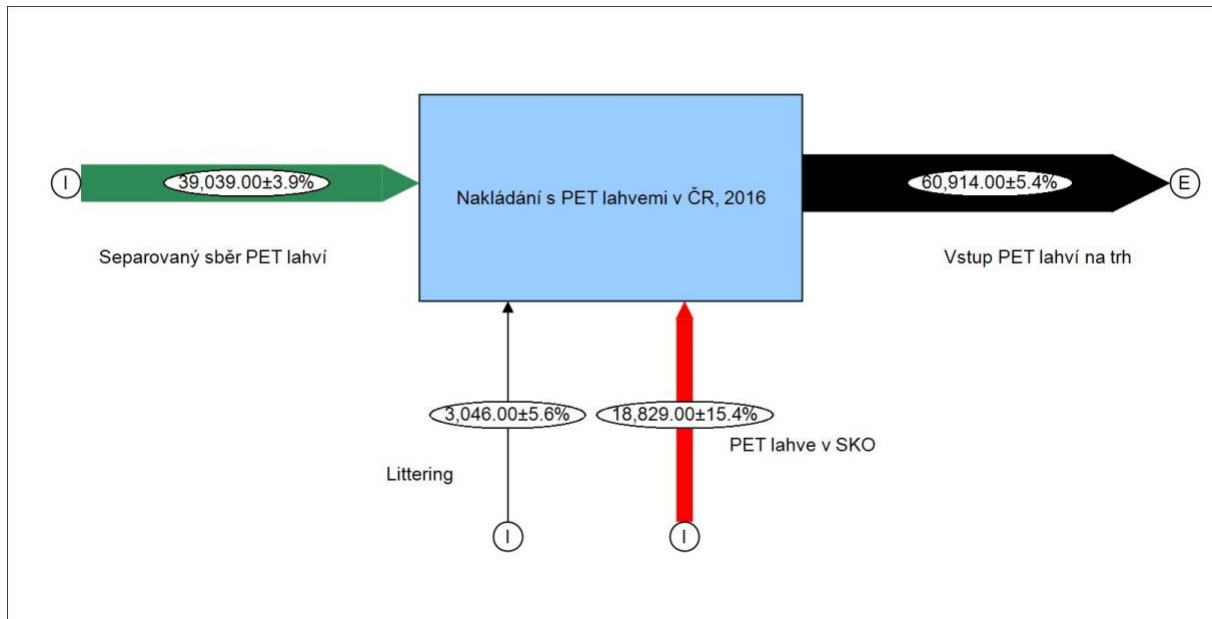 I
39,039.00±3.9%
Separovaný sběr PET lahví
Nakládání s PET lahvemi v ČR, 2016
60,914.00±5.4%
E
Vstup PET lahví na trh
3,046.00±5.6%
18,829.00±15.4%
PET lahve v SKO
Littering
I
I